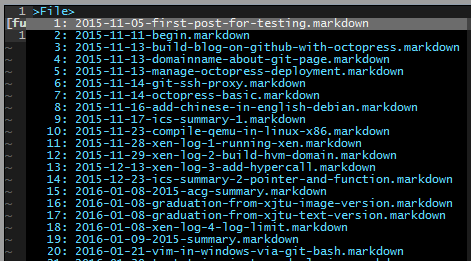 1 >File>
[fu 1: 2015-11-05-first-post-for-testing.markdown
1 2: 2015-11-11-begin.markdown
~ 3: 2015-11-13-build-blog-on-github-with-octopress.markdown
~ 4: 2015-11-13-domainname-about-git-page.markdown
~ 5: 2015-11-13-manage-octopress-deployment.markdown
~ 6: 2015-11-14-git-ssh-proxy.markdown
~ 7: 2015-11-14-octopress-basic.markdown
~ 8: 2015-11-16-add-chinese-in-english-debian.markdown
~ 9: 2015-11-17-ics-summary-1.markdown
~ 10: 2015-11-23-compile-qemu-in-linux-x86.markdown
~ 11: 2015-11-28-xen-log-1-running-xen.markdown
~ 12: 2015-11-29-xen-log-2-build-hvm-domain.markdown
~ 13: 2015-12-13-xen-log-3-add-hypercall.markdown
~ 14: 2015-12-23-ics-summary-2-pointer-and-function.markdown
~ 15: 2016-01-08-2015-acg-summary.markdown
~ 16: 2016-01-08-graduation-from-xjtu-image-version.markdown
~ 17: 2016-01-08-graduation-from-xjtu-text-version.markdown
~ 18: 2016-01-08-xen-log-4-log-limit.markdown
~ 19: 2016-01-09-2015-summary.markdown
~ 20: 2016-01-21-vim-in-windows-via-git-bash.markdown